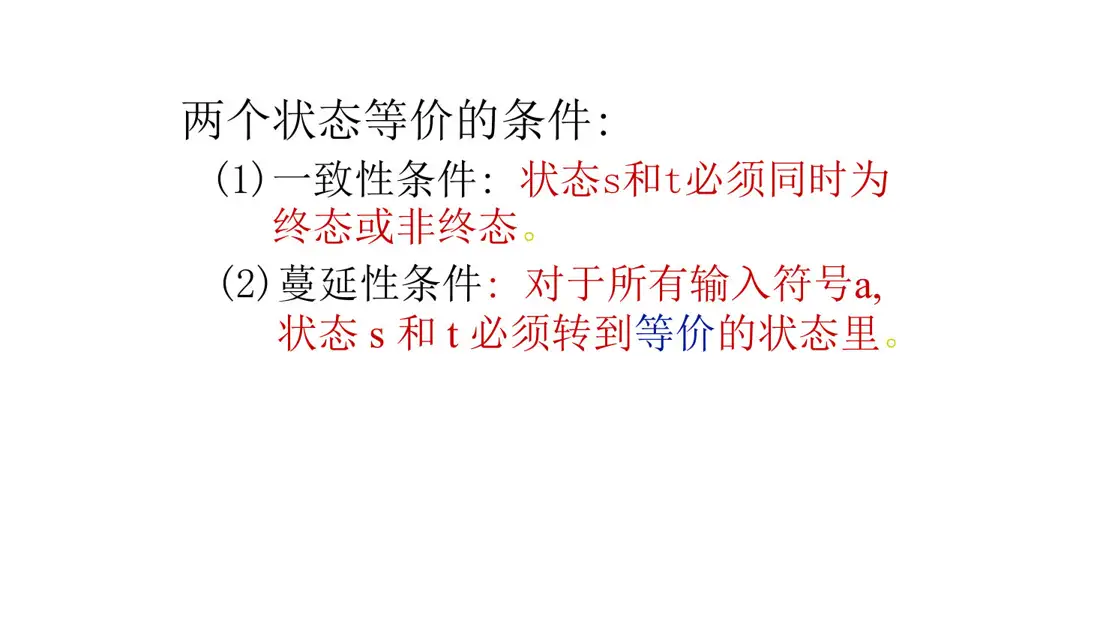 两个状态等价的条件:
(1)一致性条件: 状态s和t必须同时为
终态或非终态。
(2)蔓延性条件: 对于所有输入符号a,
状态 s 和 t 必须转到等价的状态里。